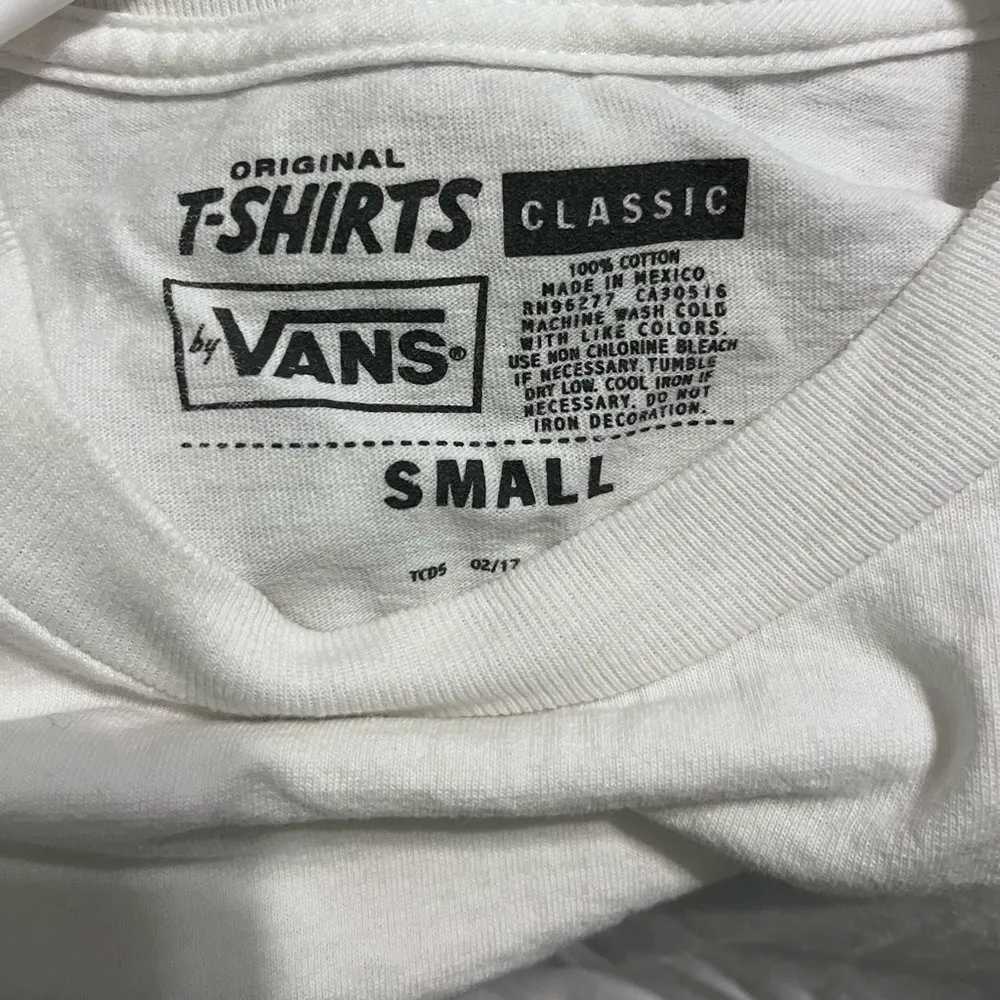 ORIGINAL
T-SHIRTS
by VANS®
CLASSIC
100% COTTON
MADE IN MEXICO
RN96277 CA30516
MACHINE WASH COLD
WITH LIKE COLORS.
USE NON CHLORINE BLEACH
IF NECESSARY. TUMBLE
DRY LOW. COOL IRON IF
NECESSARY. DO NOT
IRON DECORATION.
SMALL
TCDS 02/17